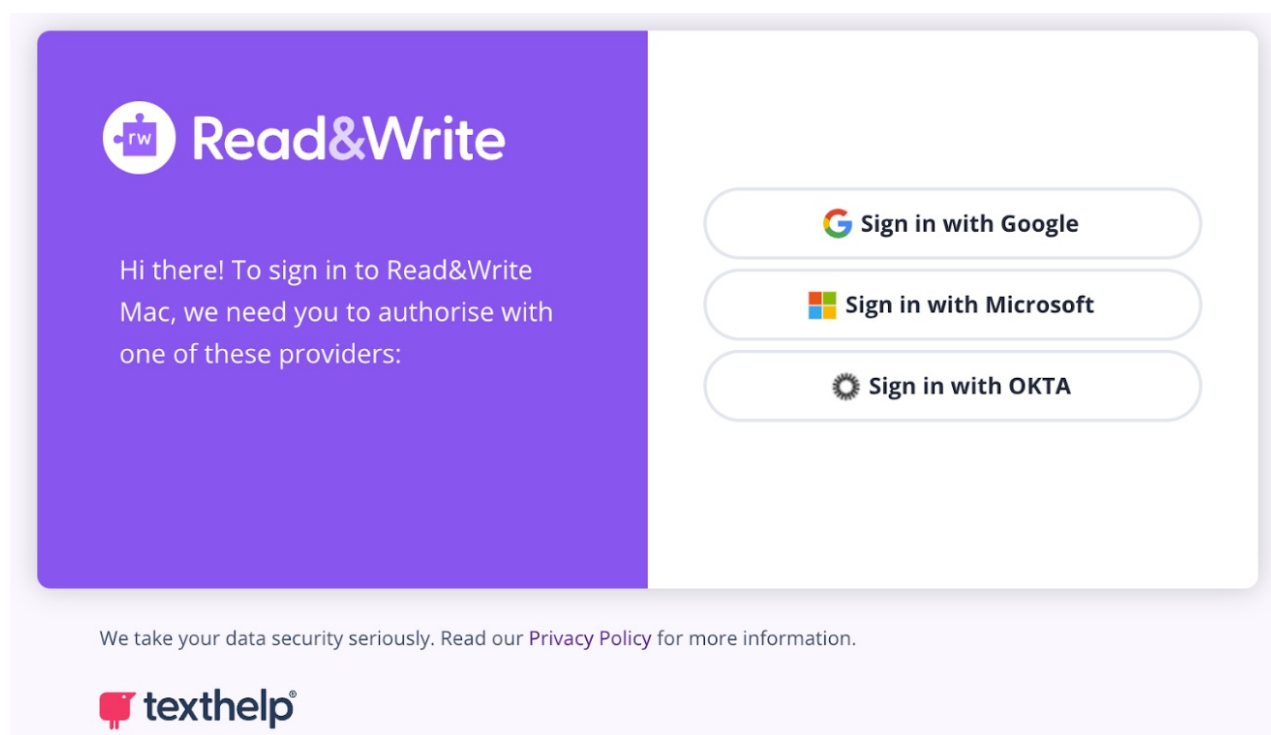 rw
Read&Write
Hi there! To sign in to Read&Write
Mac, we need you to authorise with
one of these providers:
Sign in with Google
Sign in with Microsoft
Sign in with OKTA
We take your data security seriously. Read our Privacy Policy for more information.
texthelp®